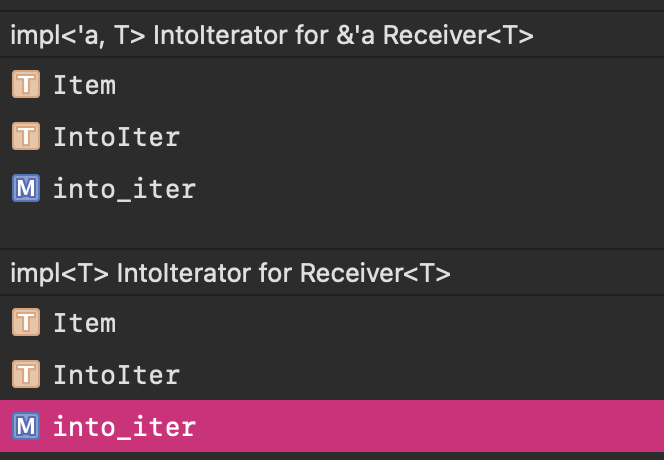 impl<'a, T> IntoIterator for &'a Receiver<T>
T Item
T IntoIter
M into_iter
impl<T> IntoIterator for Receiver<T>
T Item
T IntoIter
M into_iter